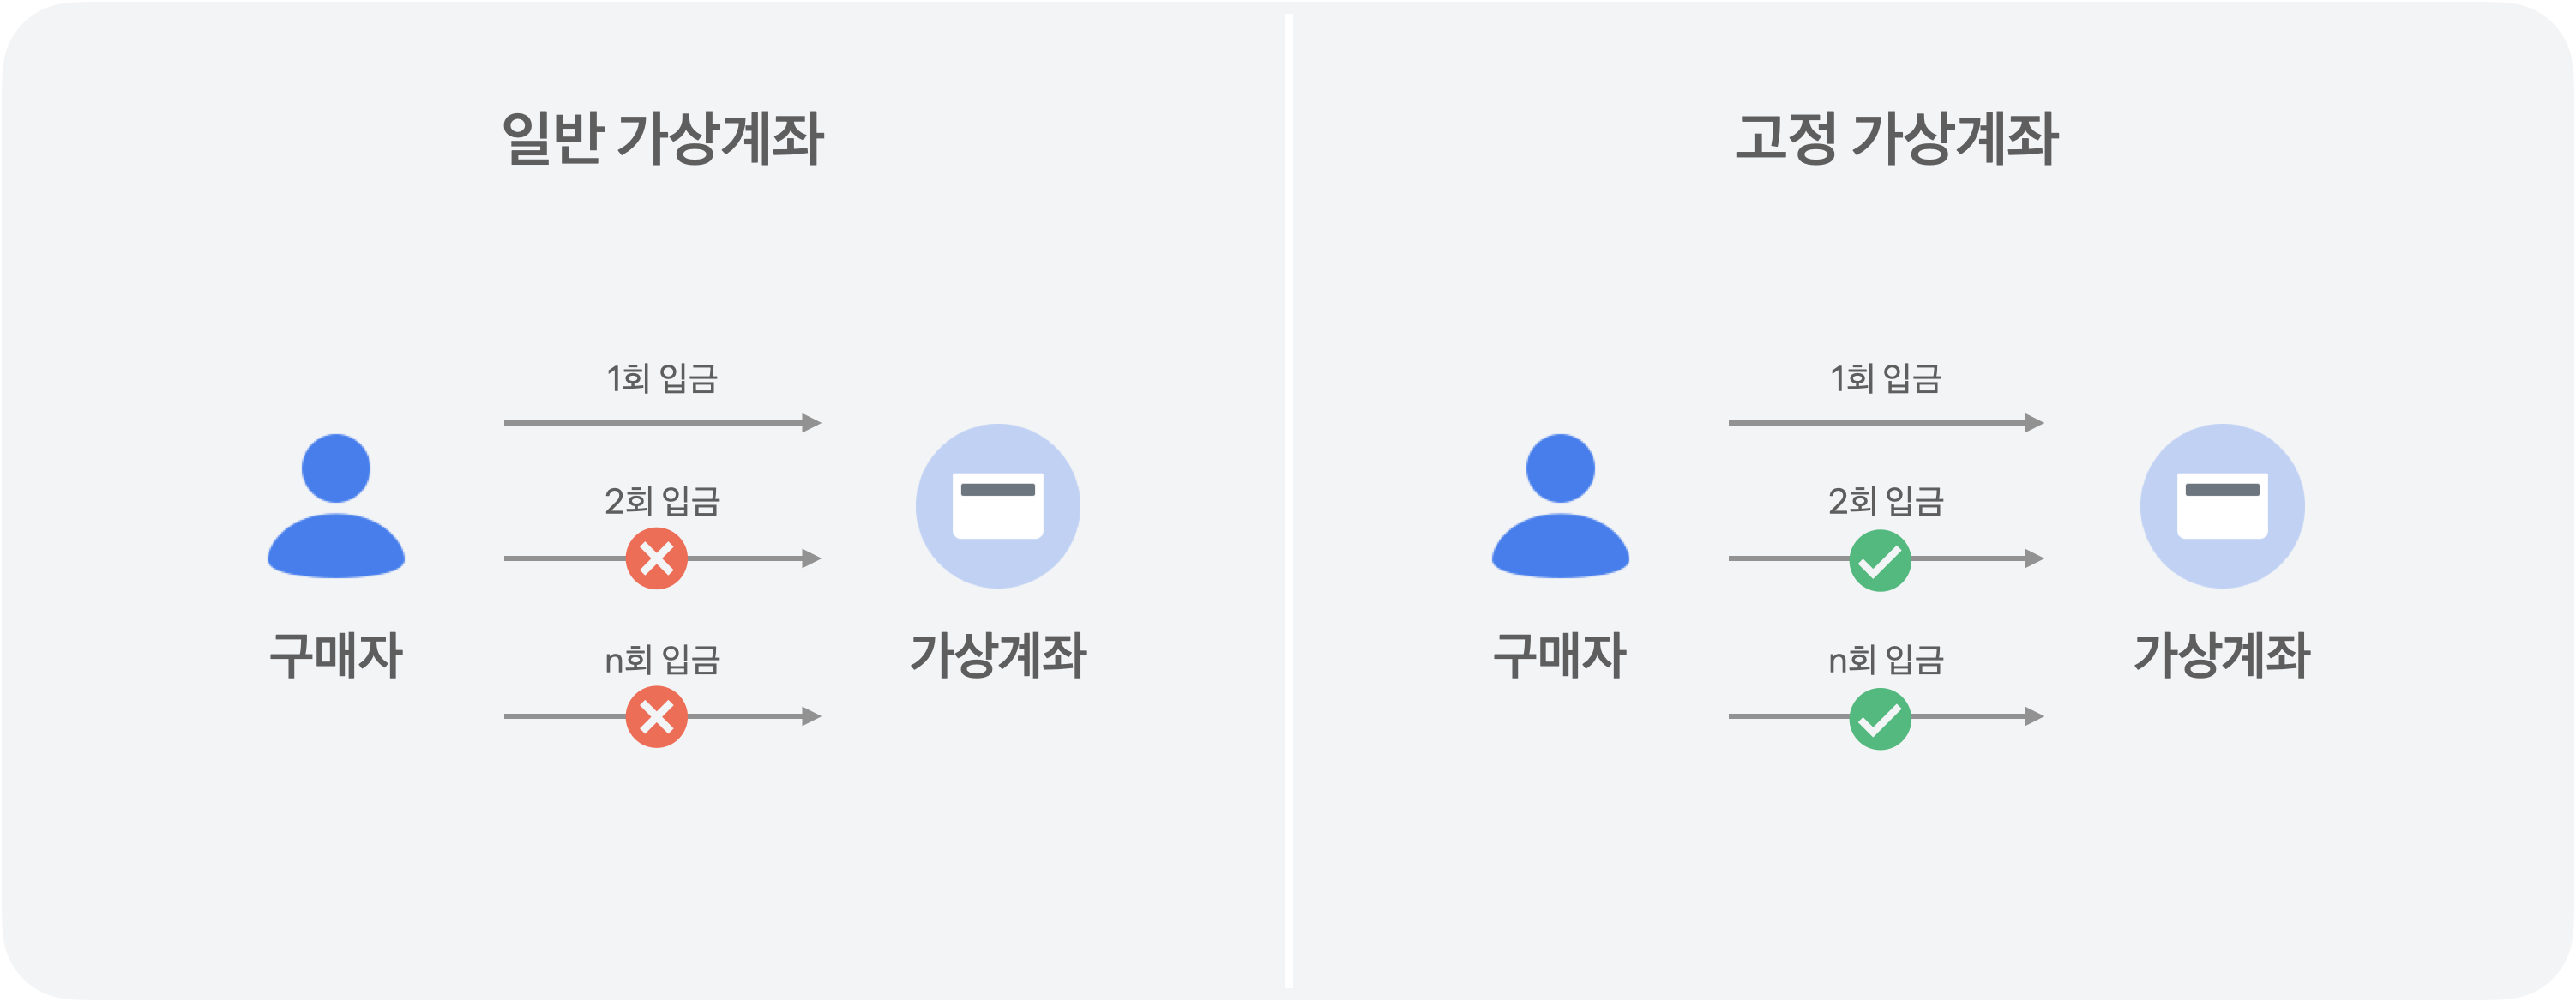 일반 가상계좌
1회 입금
2회 입금
n회 입금
구매자
가상계좌
고정 가상계좌
1회 입금
2회 입금
n회 입금
구매자
가상계좌